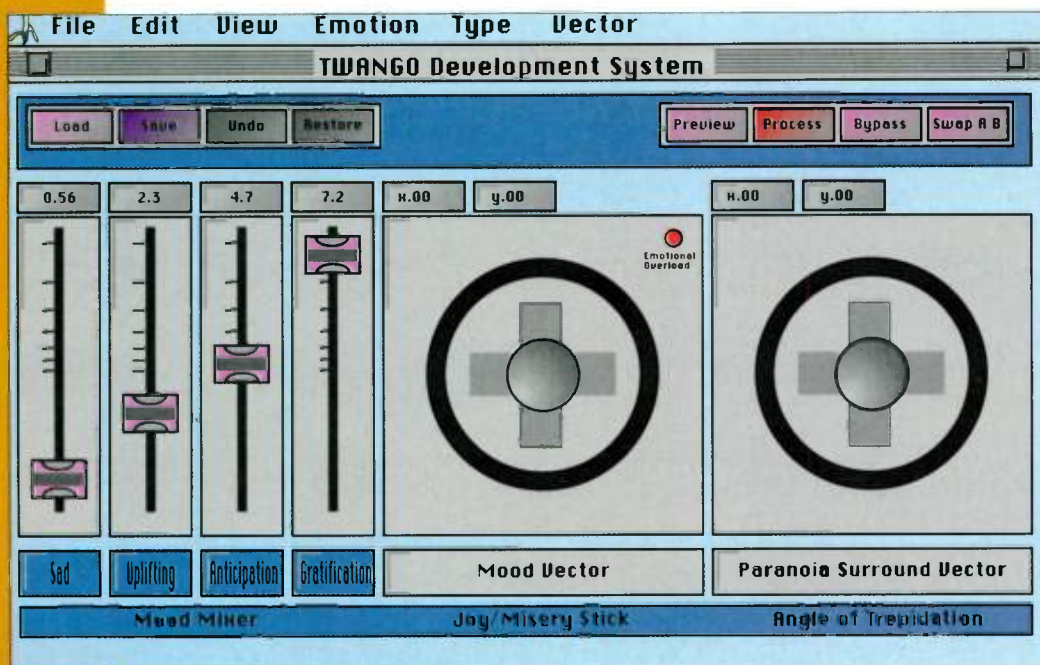 File Edit View Emotion Type Vector
TWANGO Development System
Load Save Undo Restore Preview Process Bypass Swap A B
0.56 2.3 4.7 7.2 x.00 y.00 x.00 y.00
Emotional
Overload
Sad Uplifting Anticipation Gratification Mood Vector Paranoia Surround Vector
Mood Mixer Joy/Misery Stick Angle of Trepidation